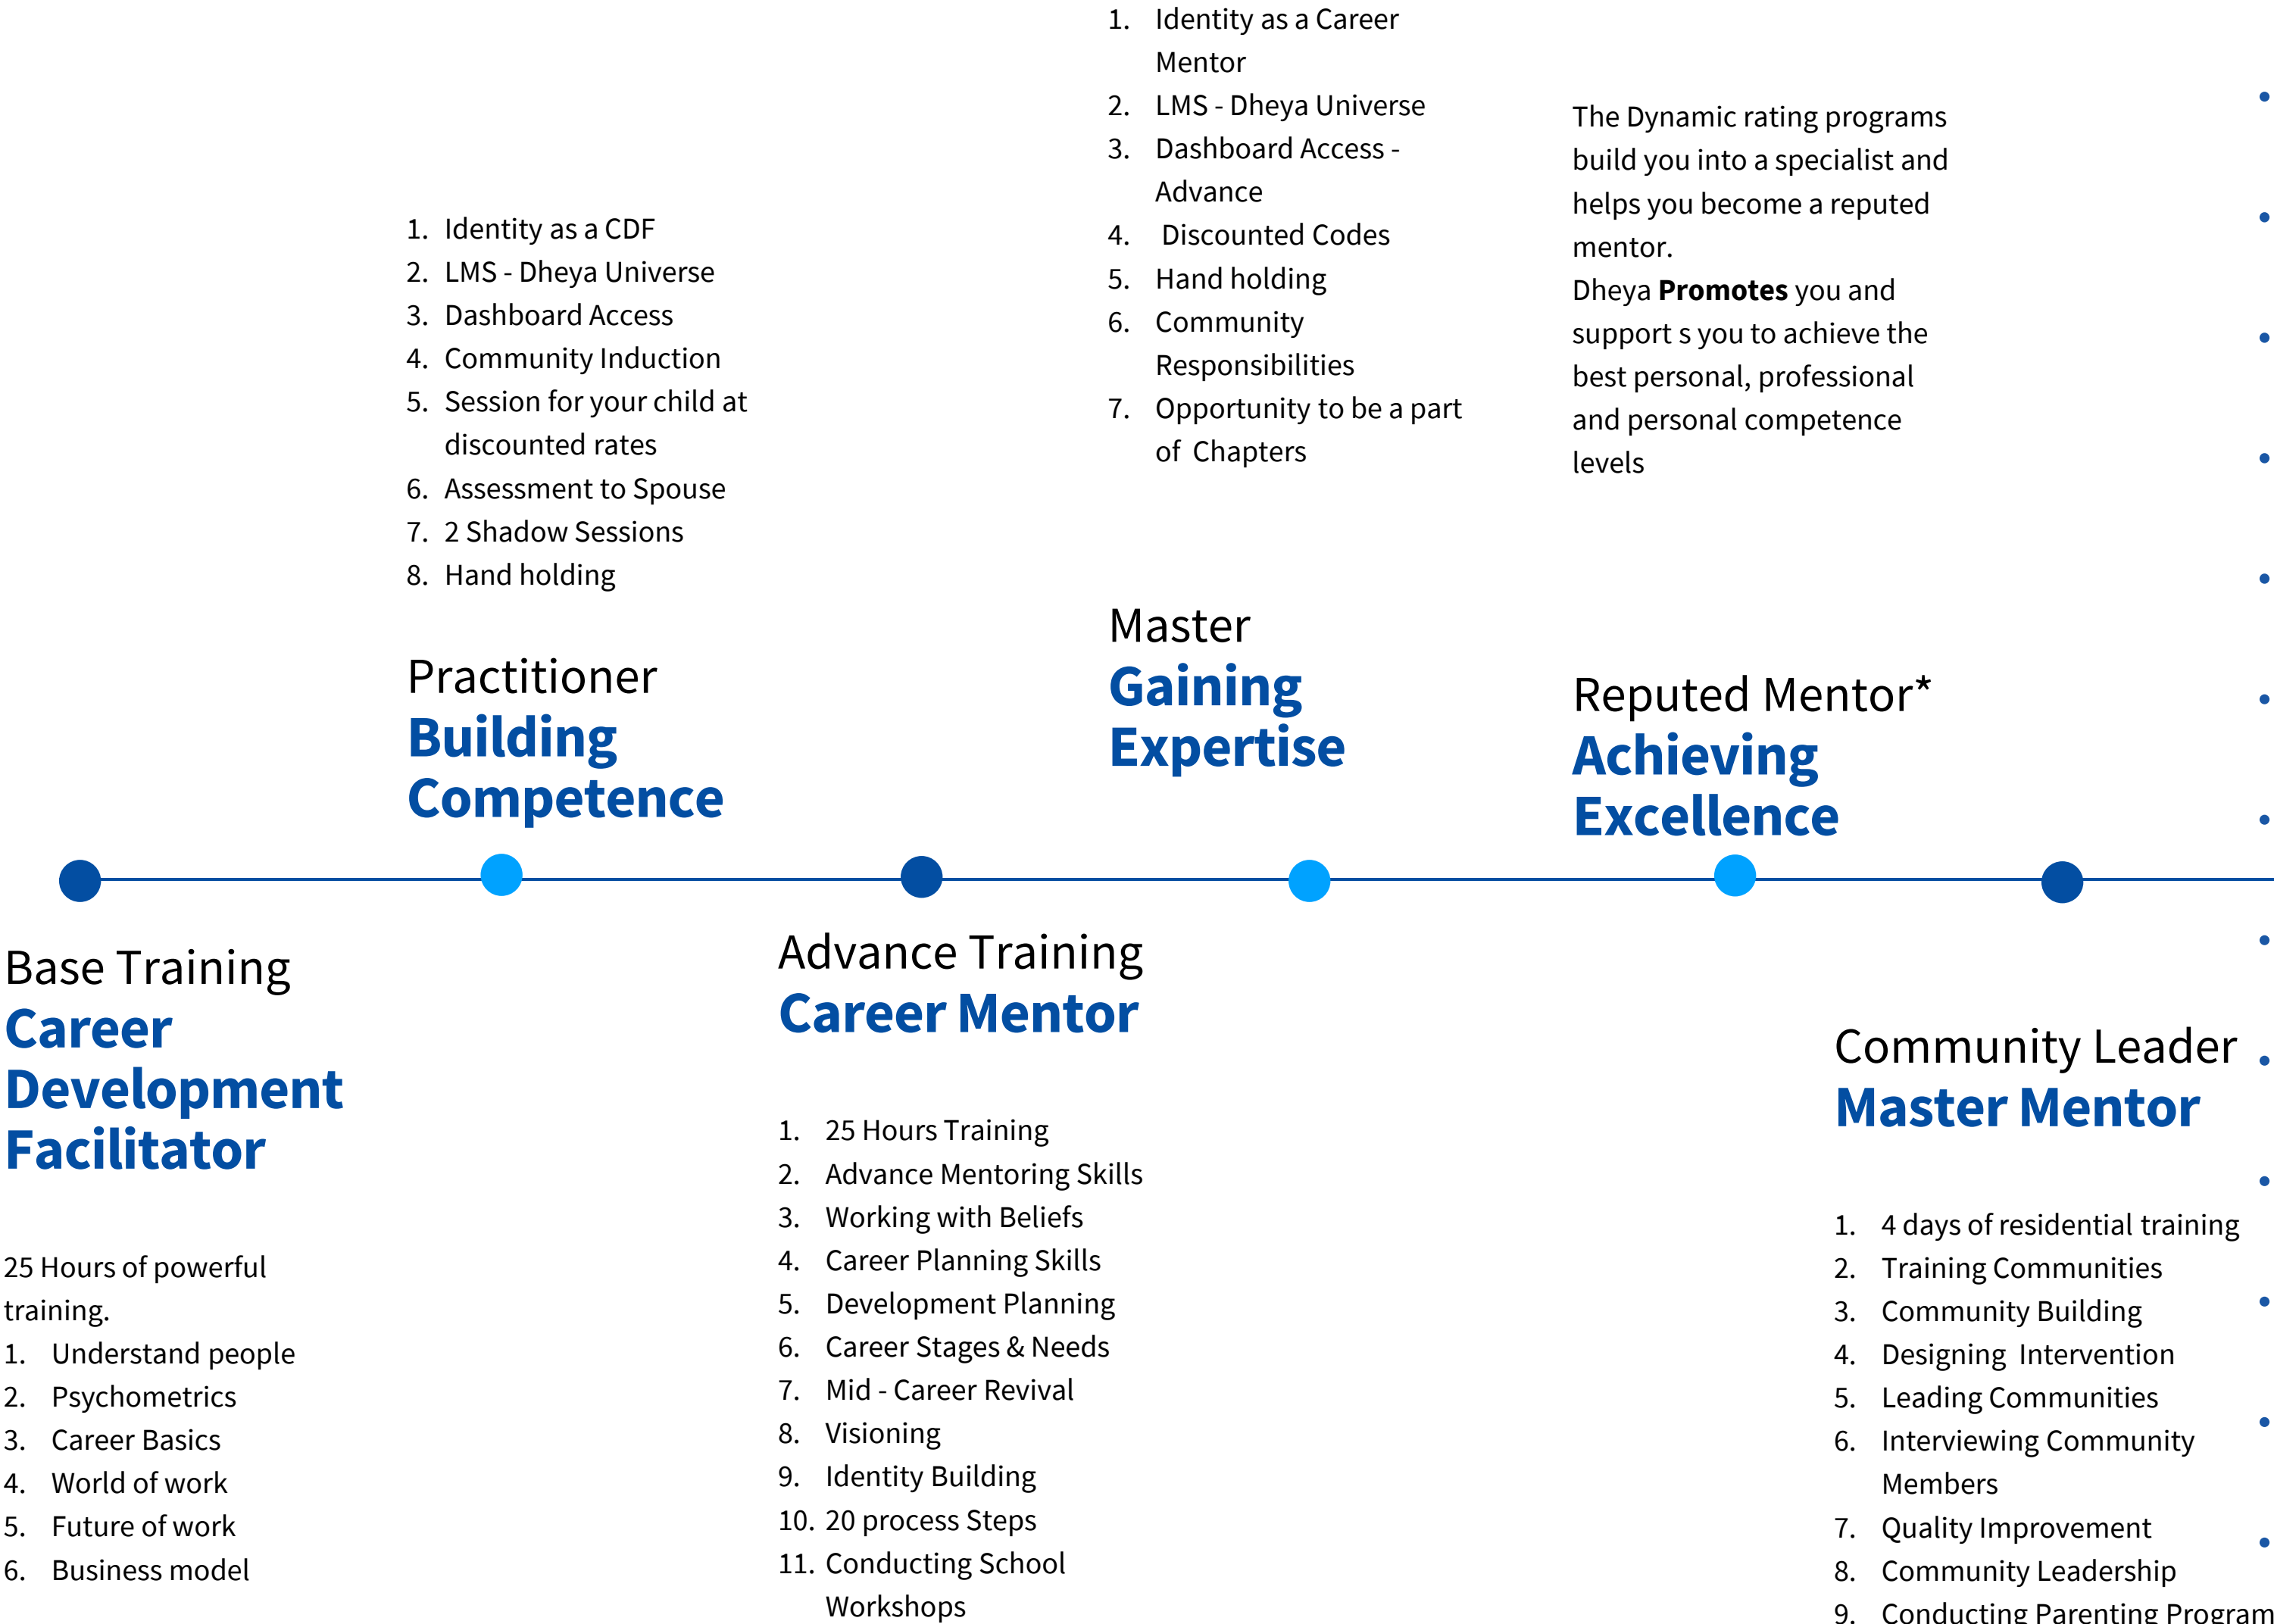 1. Identity as a Career
Mentor
2. LMS - Dheya Universe
3. Dashboard Access -
Advance
4. Discounted Codes
5. Hand holding
6. Community
Responsibilities
7. Opportunity to be a part
of Chapters
The Dynamic rating programs
build you into a specialist and
helps you become a reputed
mentor.
Dheya Promotes you and
support s you to achieve the
best personal, professional
and personal competence
levels
1. Identity as a CDF
2. LMS - Dheya Universe
3. Dashboard Access
4. Community Induction
5. Session for your child at
discounted rates
6. Assessment to Spouse
7. 2 Shadow Sessions
8. Hand holding
Practitioner
Building
Competence
Master
Gaining
Expertise
Reputed Mentor*
Achieving
Excellence
Base Training
Career
Development
Facilitator
25 Hours of powerful
training.
1. Understand people
2. Psychometrics
3. Career Basics
4. World of work
5. Future of work
6. Business model
Advance Training
Career Mentor
1. 25 Hours Training
2. Advance Mentoring Skills
3. Working with Beliefs
4. Career Planning Skills
5. Development Planning
6. Career Stages & Needs
7. Mid - Career Revival
8. Visioning
9. Identity Building
10. 20 process Steps
11. Conducting School
Workshops
Community Leader
Master Mentor
1. 4 days of residential training
2. Training Communities
3. Community Building
4. Designing Intervention
5. Leading Communities
6. Interviewing Community
Members
7. Quality Improvement
8. Community Leadership
9. Conducting Parenting Program